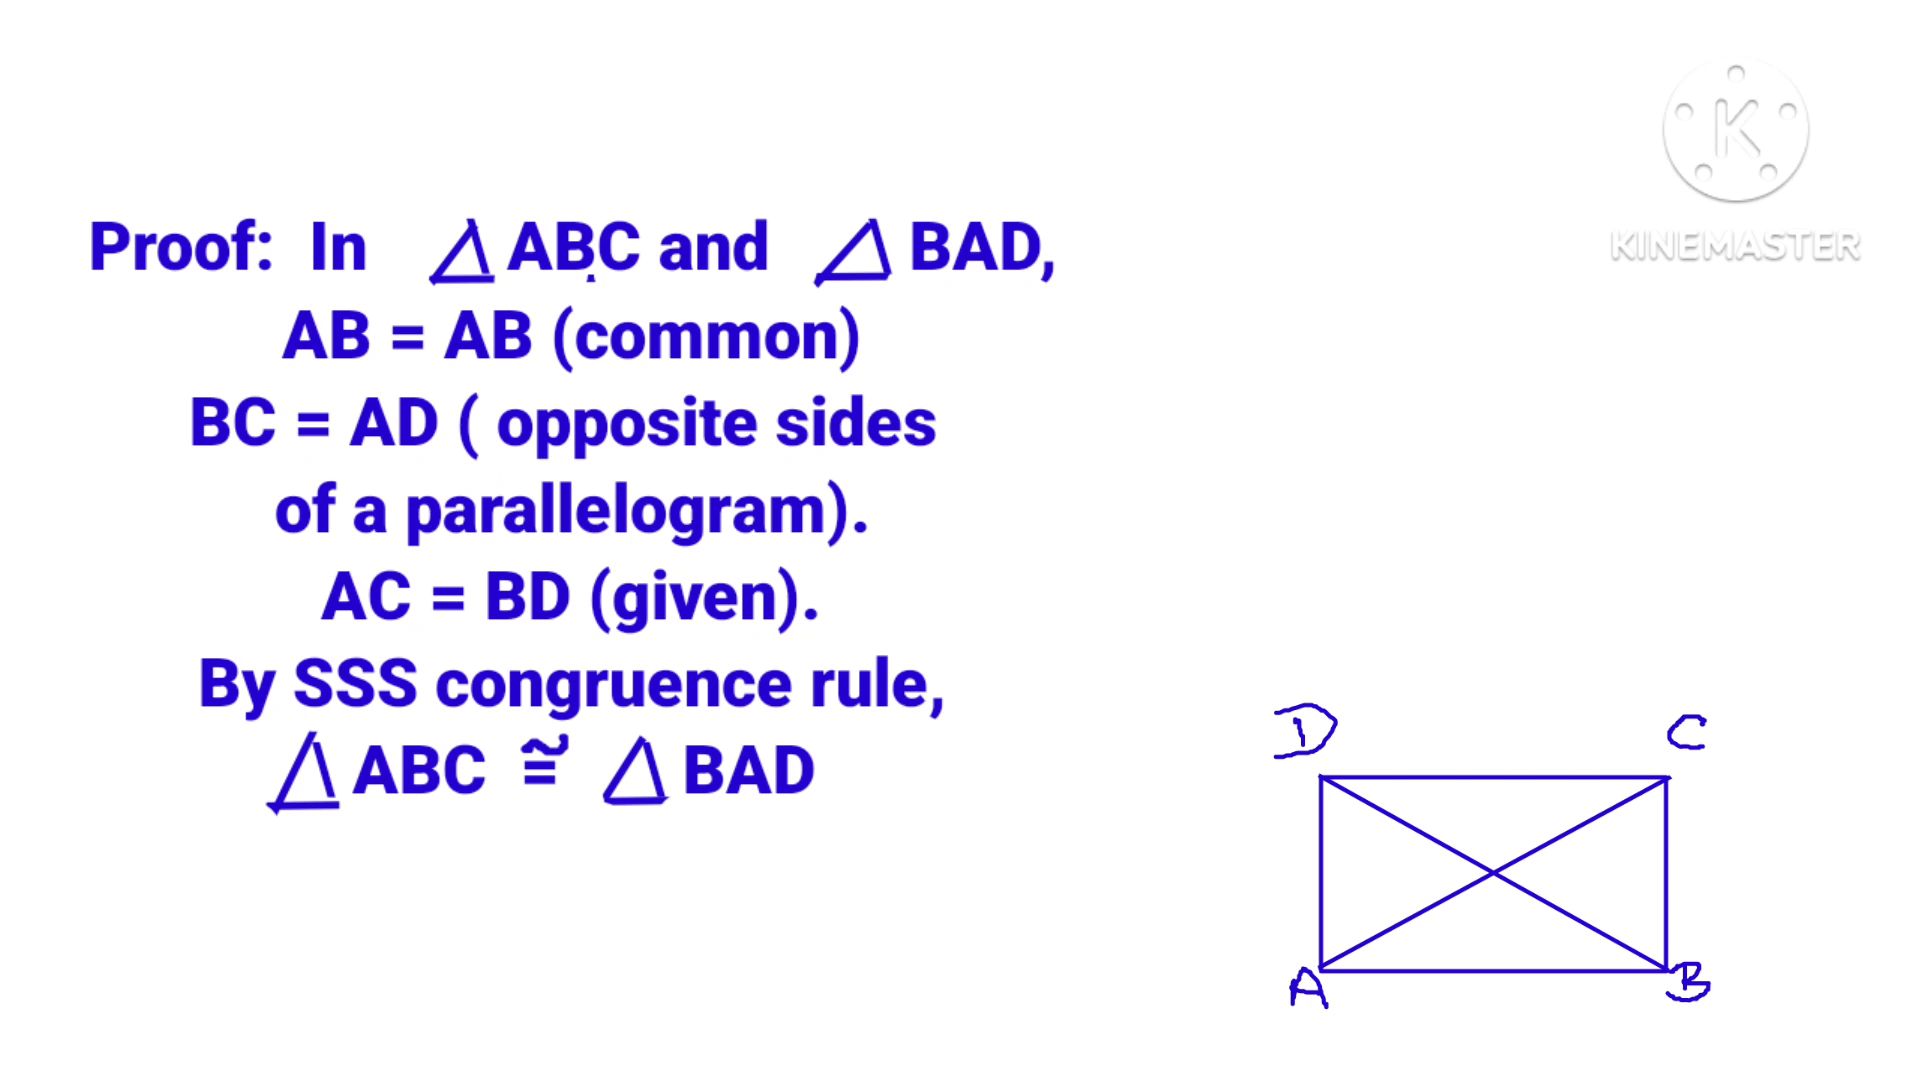 K
KINEMASTER
Proof: In △ ABC and △ BAD,
AB = AB (common)
BC = AD ( opposite sides
of a parallelogram).
AC = BD (given).
By SSS congruence rule,
△ ABC ≅ △ BAD
D C
A B